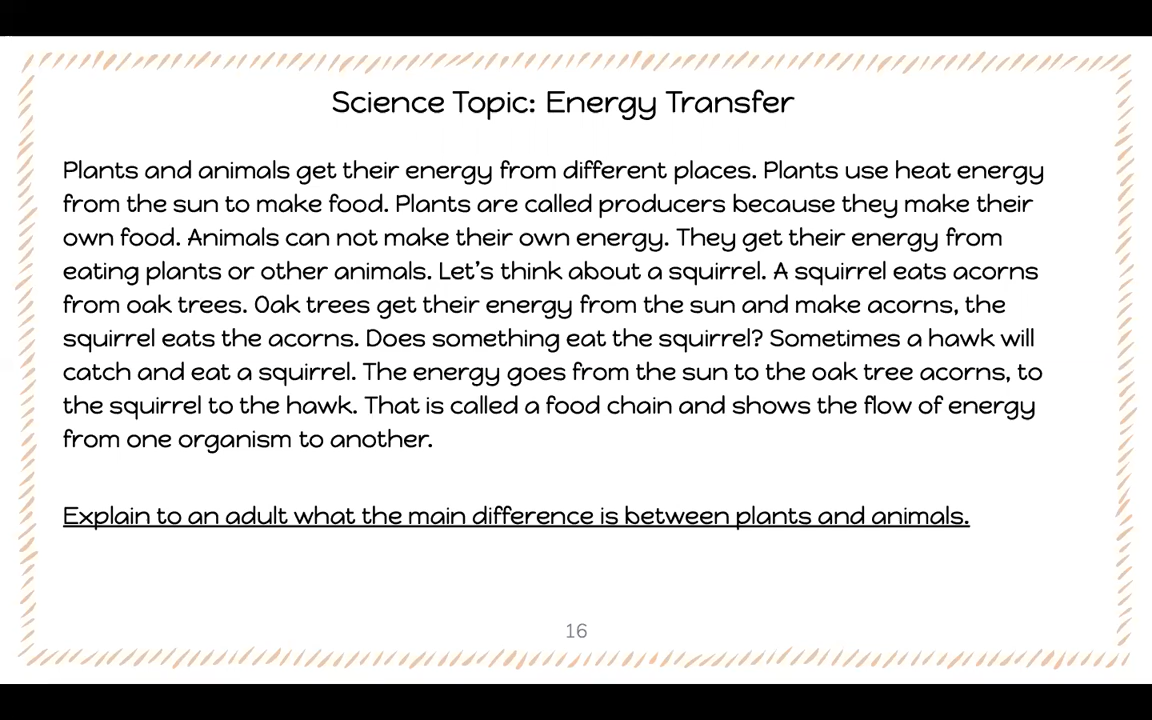 Science Topic: Energy Transfer
Plants and animals get their energy from different places. Plants use heat energy
from the sun to make food. Plants are called producers because they make their
own food. Animals can not make their own energy. They get their energy from
eating plants or other animals. Let's think about a squirrel. A squirrel eats acorns
from oak trees. Oak trees get their energy from the sun and make acorns, the
squirrel eats the acorns. Does something eat the squirrel? Sometimes a hawk will
catch and eat a squirrel. The energy goes from the sun to the oak tree acorns, to
the squirrel to the hawk. That is called a food chain and shows the flow of energy
from one organism to another.
Explain to an adult what the main difference is between plants and animals.
16